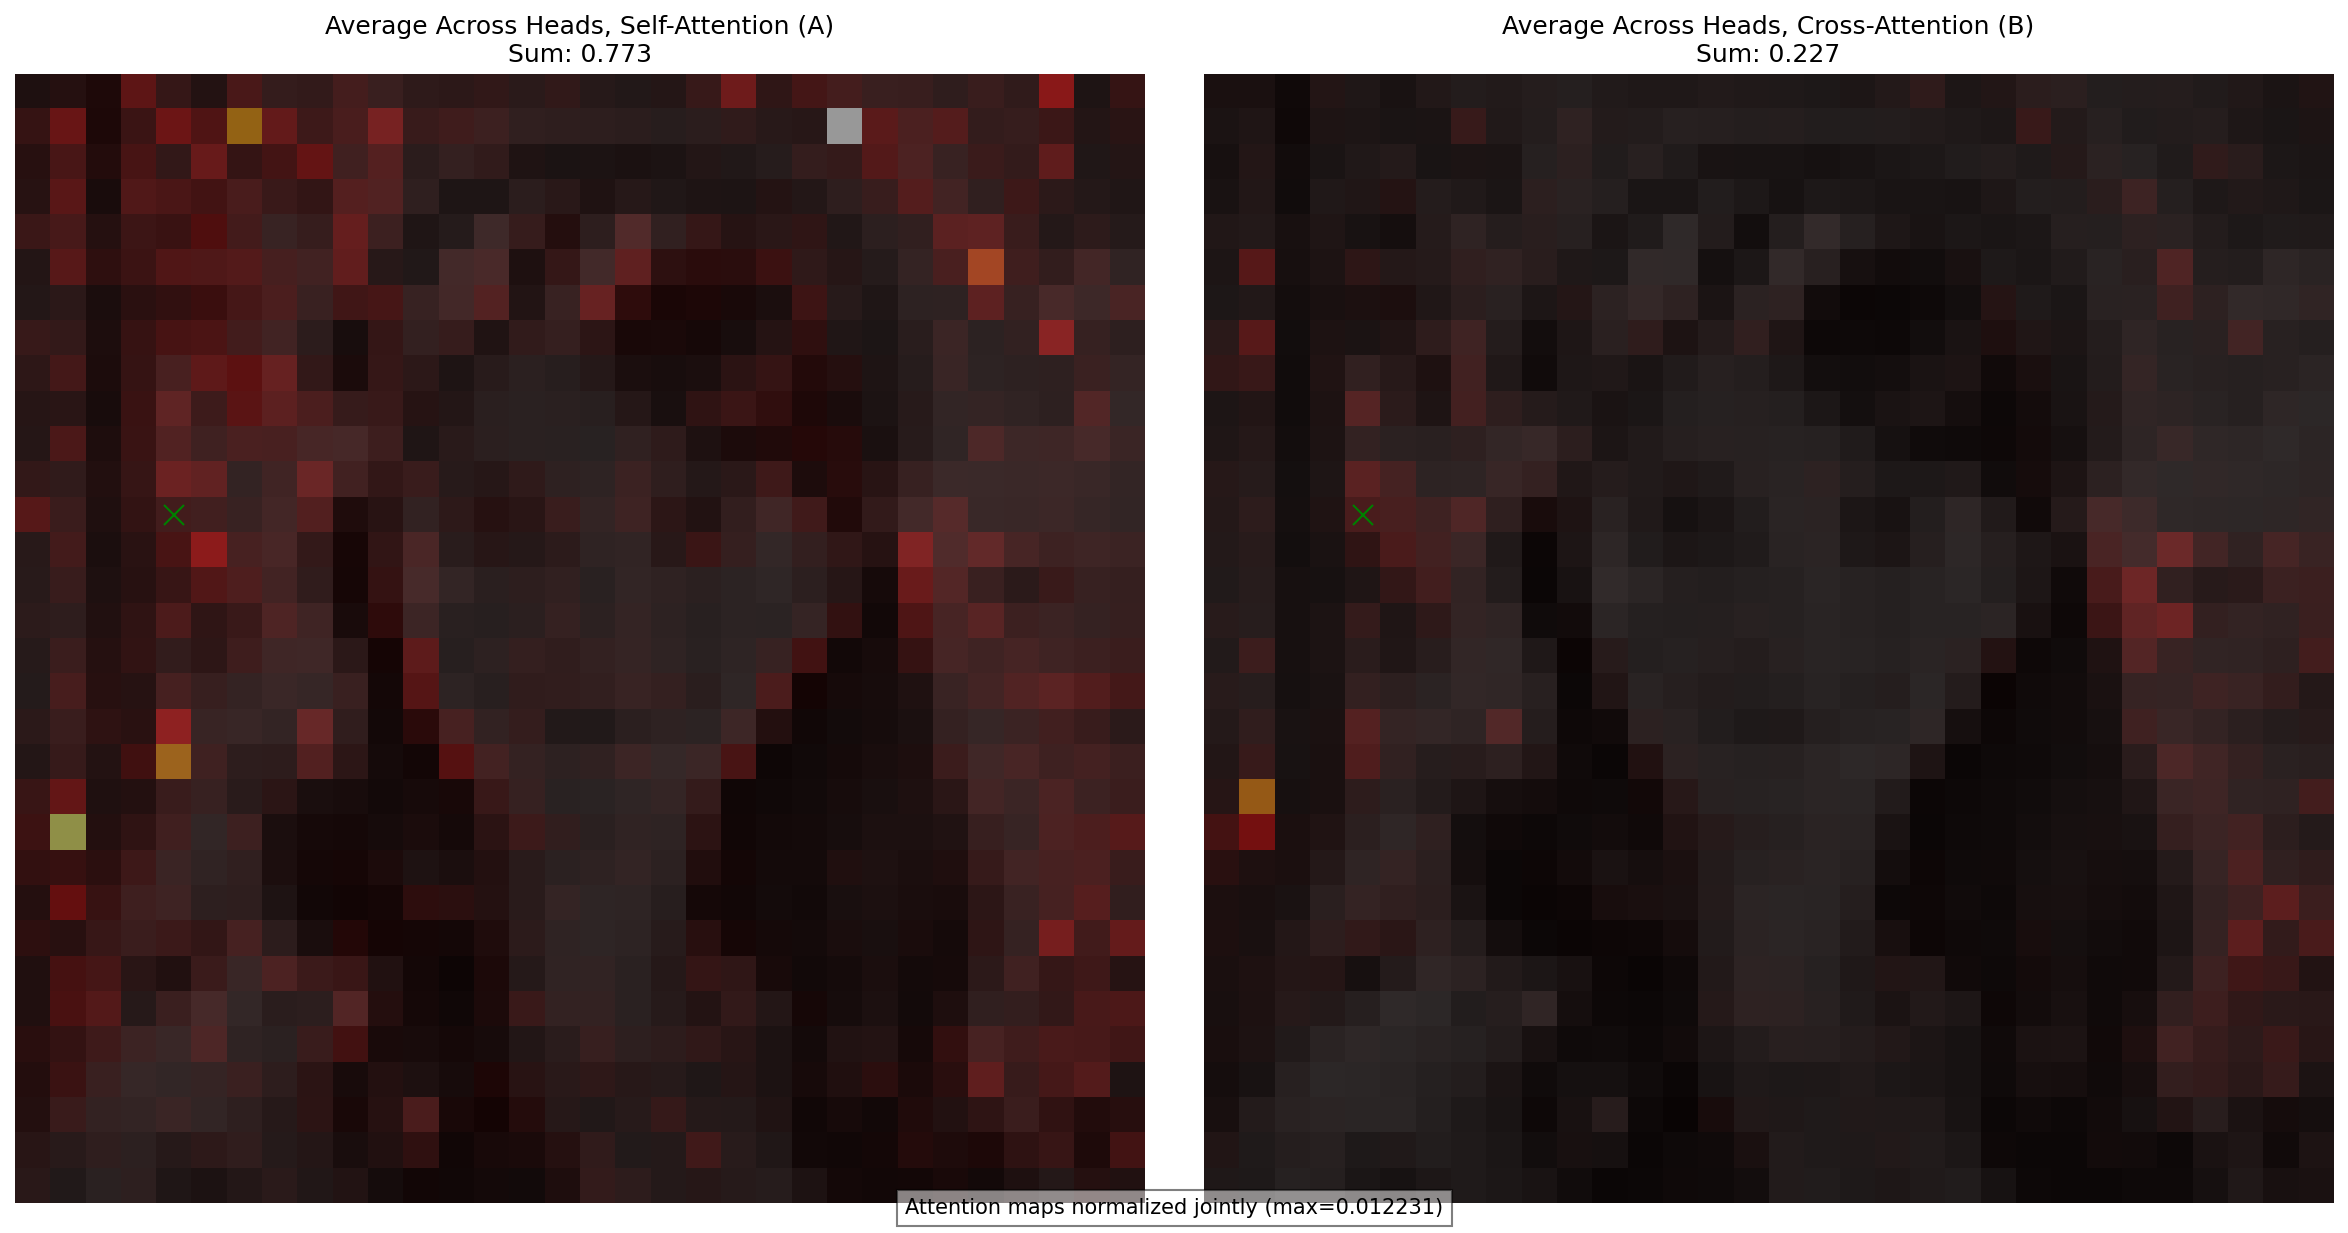 Average Across Heads, Self-Attention (A)
Sum: 0.773
Average Across Heads, Cross-Attention (B)
Sum: 0.227
Attention maps normalized jointly (max=0.012231)